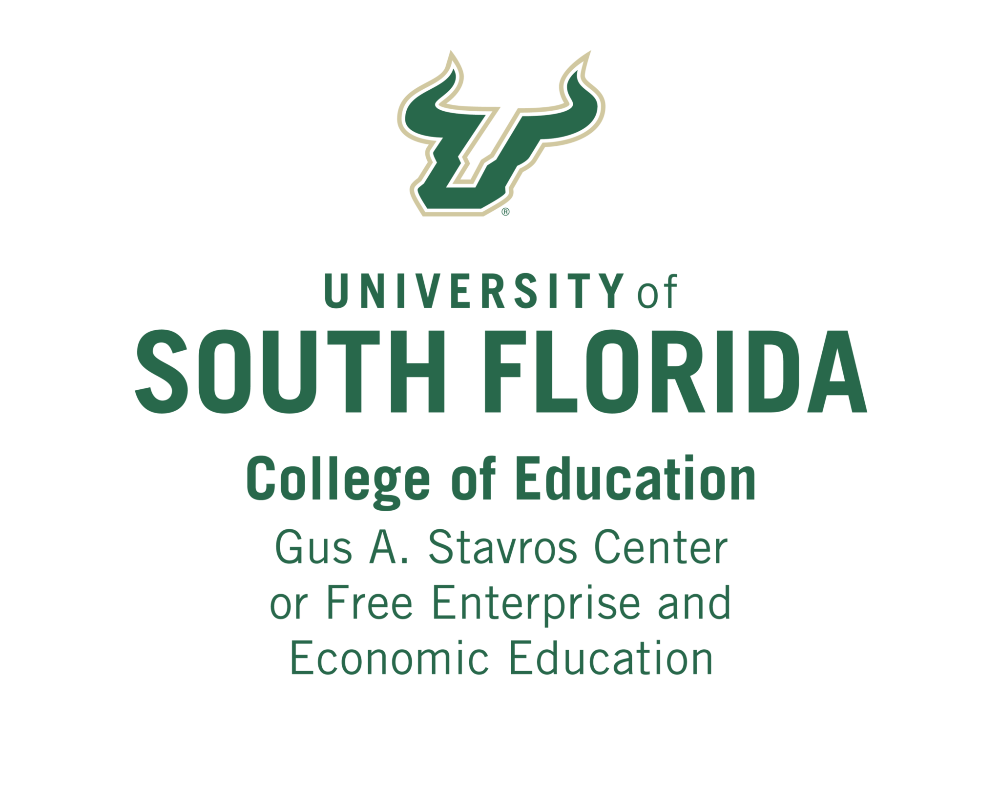 ®
UNIVERSITY of
SOUTH FLORIDA
College of Education
Gus A. Stavros Center
or Free Enterprise and
Economic Education